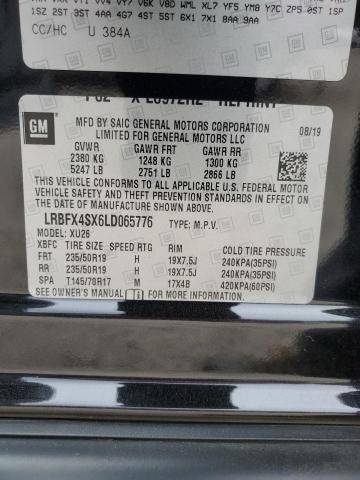 1SZ 2ST 3ST 4AA 4G7 4ST 5ST 6X1 7X1 8AA 9AA
CC/HC U 384A
GM
MFD BY SAIC GENERAL MOTORS CORPORATION
LIMITED FOR GENERAL MOTORS LLC
08/19
GVWR GAWR FRT GAWR RR
2380 KG 1248 KG 1300 KG
5247 LB 2751 LB 2866 LB
THIS VEHICLE CONFORMS TO ALL APPLICABLE U.S. FEDERAL
MOTOR VEHICLE SAFETY AND THEFT PREVENTION STANDARDS IN EFFECT ON
THE DATE OF MANUFACTURE SHOWN ABOVE.
LRBFX4SX6LD065776 TYPE: M.P.V.
MODEL: XU26
XBFC TIRE SIZE SPEED RTG RIM COLD TIRE PRESSURE
FRT 235/50R19 H 19X7.5J 240KPA(35PSI)
RR 235/50R19 H 19X7.5J 240KPA(35PSI)
SPA T145/70R17 M 17X4B 420KPA(60PSI)
SEE OWNER'S MANUAL FOR MORE INFORMATION.